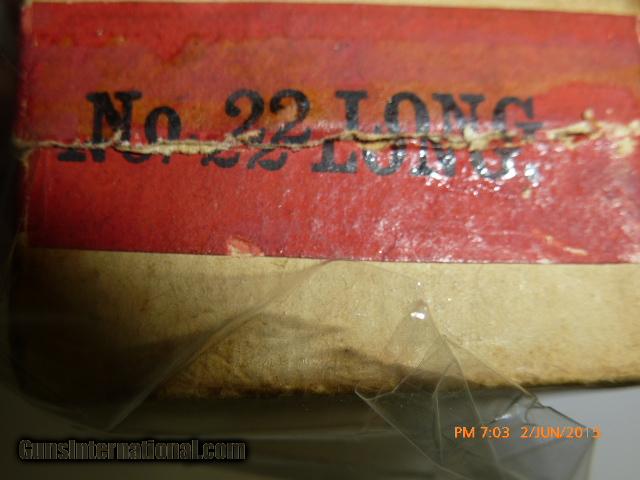 No. 22 LONG.
PM 7:03 2/JUN/2015
GunsInternational.com